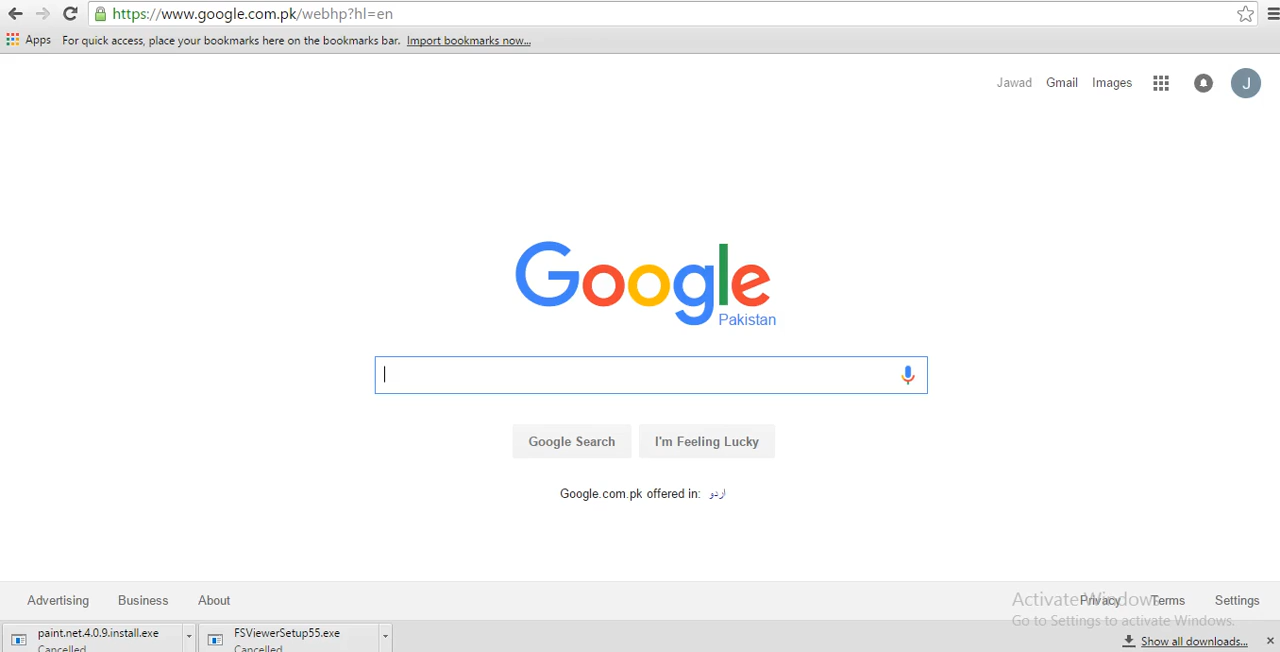 https://www.google.com.pk/webhp?hl=en
Apps For quick access, place your bookmarks here on the bookmarks bar. Import bookmarks now...
Jawad Gmail Images J
Google
Pakistan
Google Search I'm Feeling Lucky
Google.com.pk offered in: اردو
Advertising Business About Privacy Terms Settings
Activate Windows
Go to Settings to activate Windows.
paint.net.4.0.9.install.exe FSViewerSetup55.exe
Cancelled Cancelled
Show all downloads...